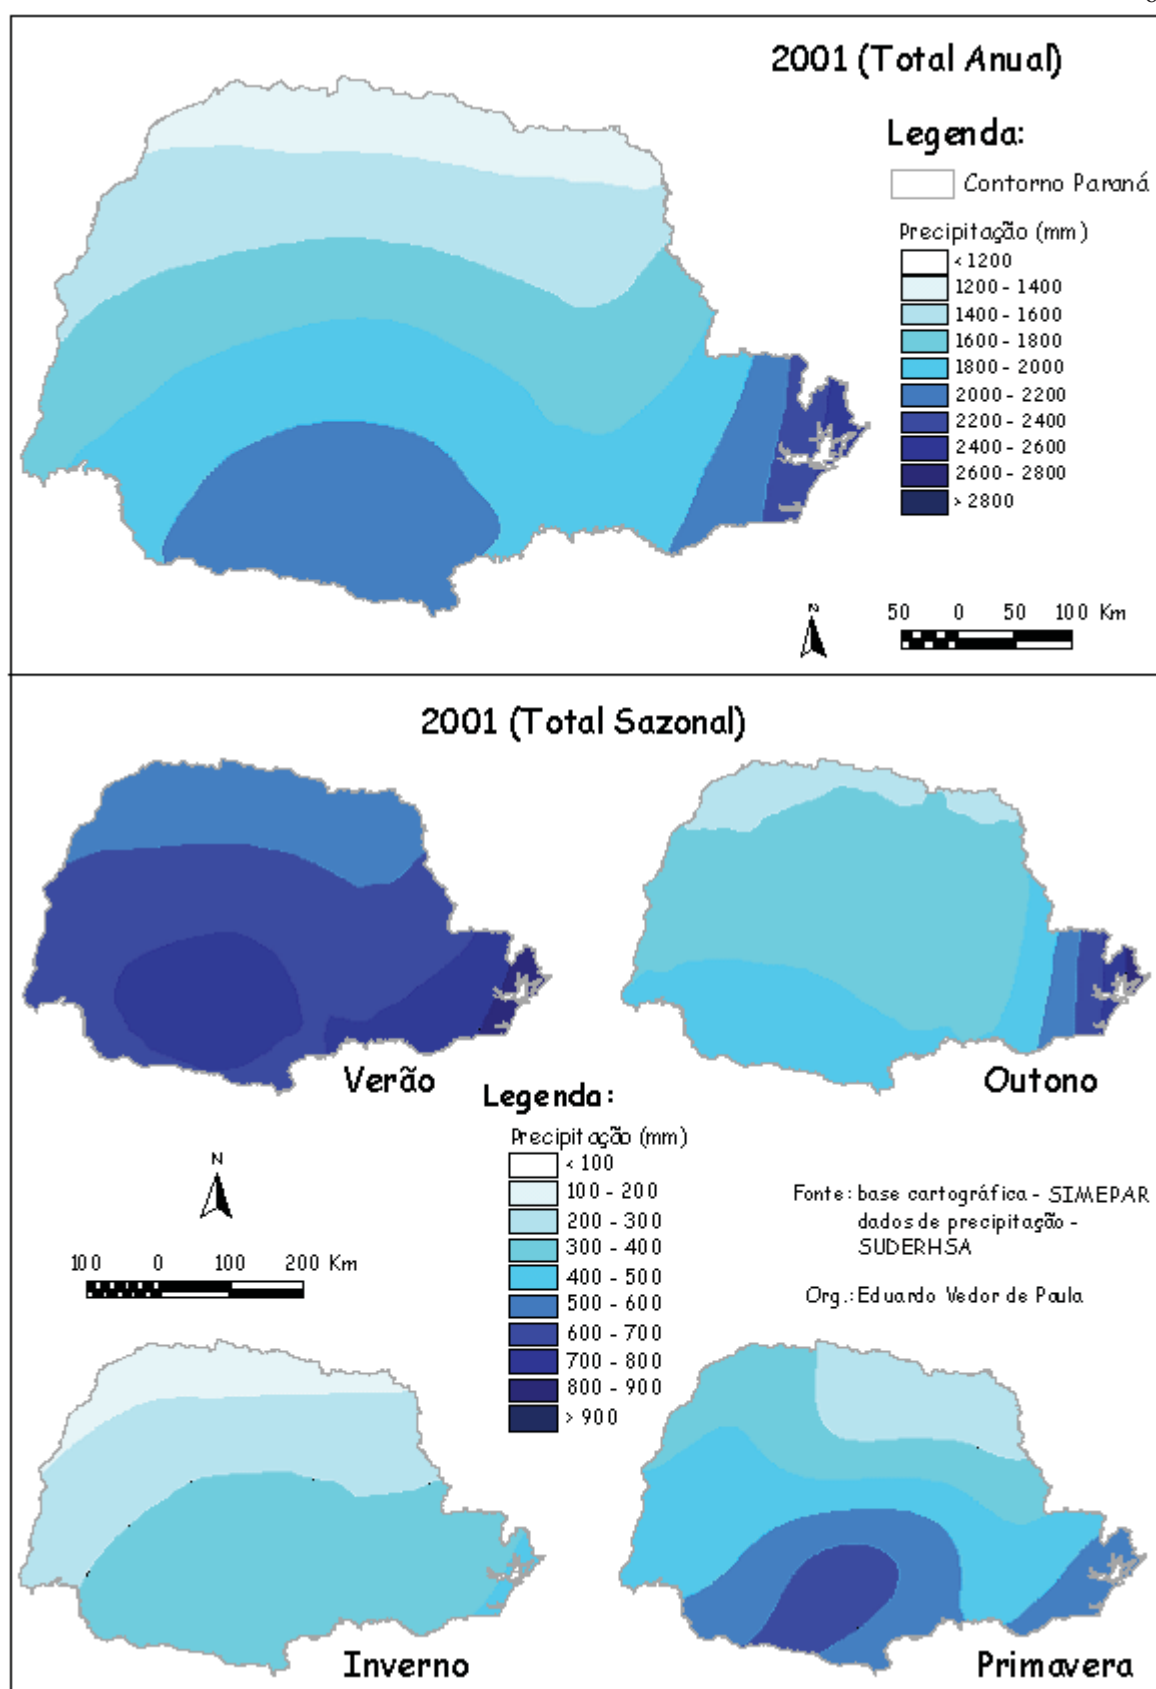 2001 (Total Anual)
Legenda:
Contorno Paraná
Precipitação (mm)
< 1200
1200 - 1400
1400 - 1600
1600 - 1800
1800 - 2000
2000 - 2200
2200 - 2400
2400 - 2600
2600 - 2800
> 2800
N
50 0 50 100 Km
2001 (Total Sazonal)
Verão
Outono
Legenda:
Precipitação (mm)
< 100
100 - 200
200 - 300
300 - 400
400 - 500
500 - 600
600 - 700
700 - 800
800 - 900
> 900
N
100 0 100 200 Km
Fonte: base cartográfica - SIMEPAR
dados de precipitação -
SUDERHSA
Org.: Eduardo Vedor de Paula
Inverno
Primavera